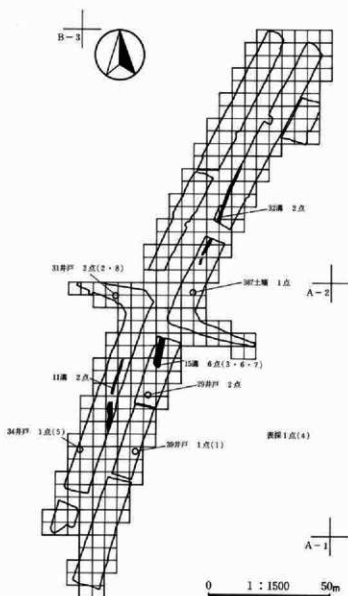 B-3
32溝 2点
31井戸 2点(2・8)
387土壙 1点
A-2
11溝 2点
15溝 6点(3・6・7)
29井戸 2点
34井戸 1点(5)
39井戸 1点(1)
表採1点(4)
A-1
0 1:1500 50m